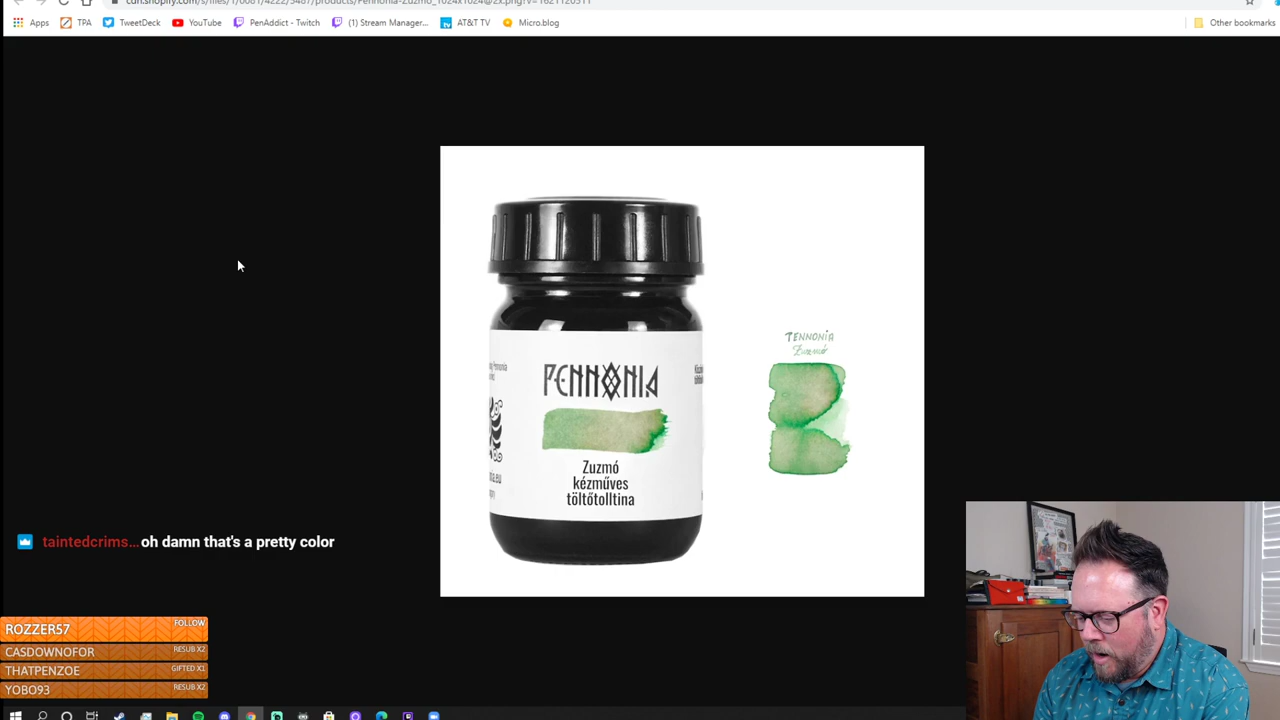 Apps TPA TweetDeck YouTube PenAddict - Twitch (1) Stream Manager... AT&T TV Micro.blog Other bookmarks
PENNONIA
Zuzmó
kézműves
töltőtolltina
PENNONIA
Zuzmó
taintedcrims... oh damn that's a pretty color
ROZZER57 FOLLOW
CASDOWNOFOR RESUB X2
THATPENZOE GIFTED X1
YOBO93 RESUB X2